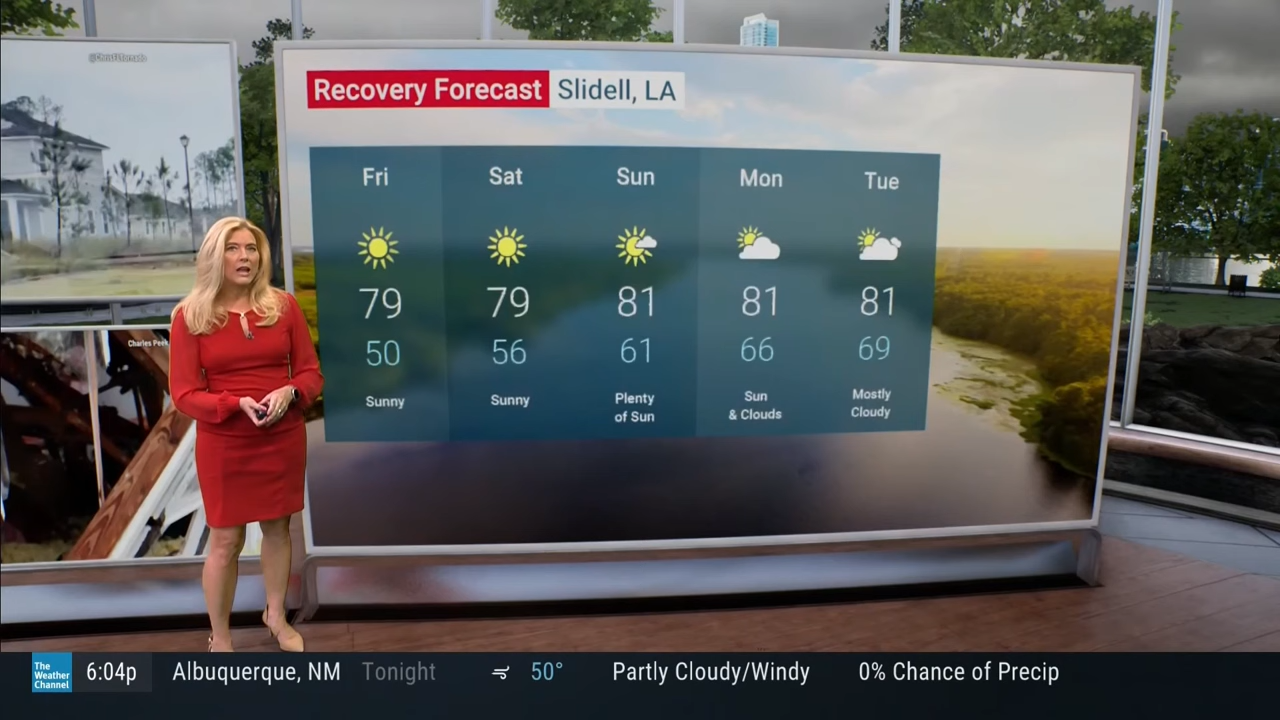 @ChrisFLTornado
Recovery Forecast Slidell, LA
Fri Sat Sun Mon Tue
79 79 81 81 81
50 56 61 66 69
Sunny Sunny Plenty of Sun Sun & Clouds Mostly Cloudy
Charles Peek
The Weather Channel 6:04p Albuquerque, NM Tonight 50° Partly Cloudy/Windy 0% Chance of Precip